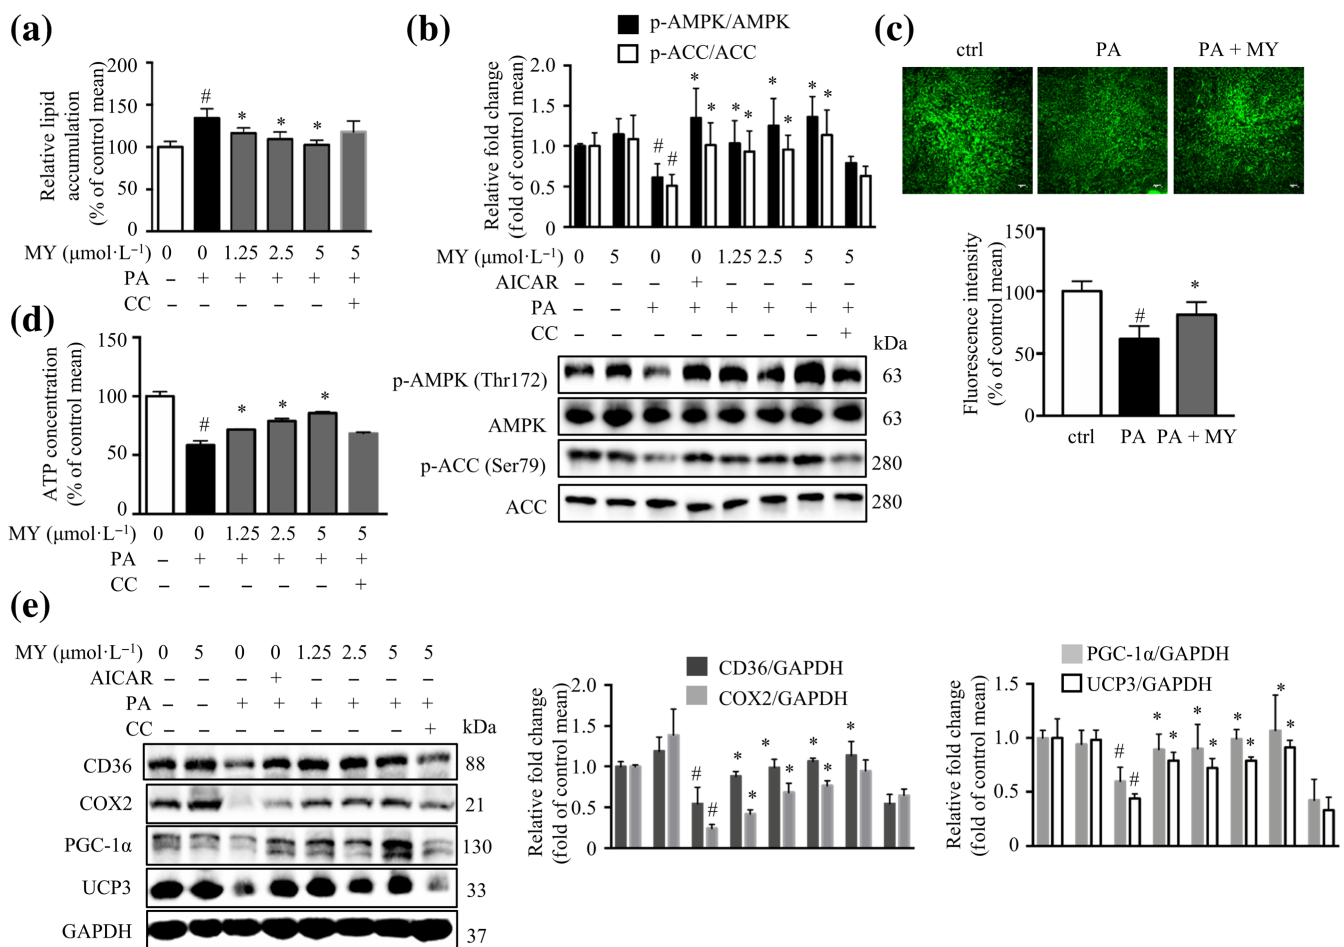 (a)
200
150
100
50
0
Relative lipid
accumulation
(% of control mean)
#
*
*
*
MY (μmol·L⁻¹) 0 0 1.25 2.5 5 5
PA – + + + + +
CC – – – – – +
(b)
p-AMPK/AMPK
p-ACC/ACC
2.0
1.5
1.0
0.5
0
Relative fold change
(fold of control mean)
# # * * * * * * * *
MY (μmol·L⁻¹) 0 5 0 0 1.25 2.5 5 5
AICAR – – – + – – – –
PA – – + + + + + +
CC – – – – – – – +
kDa
p-AMPK (Thr172) 63
AMPK 63
p-ACC (Ser79) 280
ACC 280
(c)
ctrl PA PA + MY
150
100
50
0
Fluorescence intensity
(% of control mean)
#
*
ctrl PA PA + MY
(d)
150
100
50
0
ATP concentration
(% of control mean)
#
*
*
*
MY (μmol·L⁻¹) 0 0 1.25 2.5 5 5
PA – + + + + +
CC – – – – – +
(e)
MY (μmol·L⁻¹) 0 5 0 0 1.25 2.5 5 5
AICAR – – – + – – – –
PA – – + + + + + +
CC – – – – – – – +
kDa
CD36 88
COX2 21
PGC-1α 130
UCP3 33
GAPDH 37
CD36/GAPDH
COX2/GAPDH
2.0
1.5
1.0
0.5
0
Relative fold change
(fold of control mean)
# # * * * * * * *
PGC-1α/GAPDH
UCP3/GAPDH
1.5
1.0
0.5
0
Relative fold change
(fold of control mean)
# # * * * * * * * *